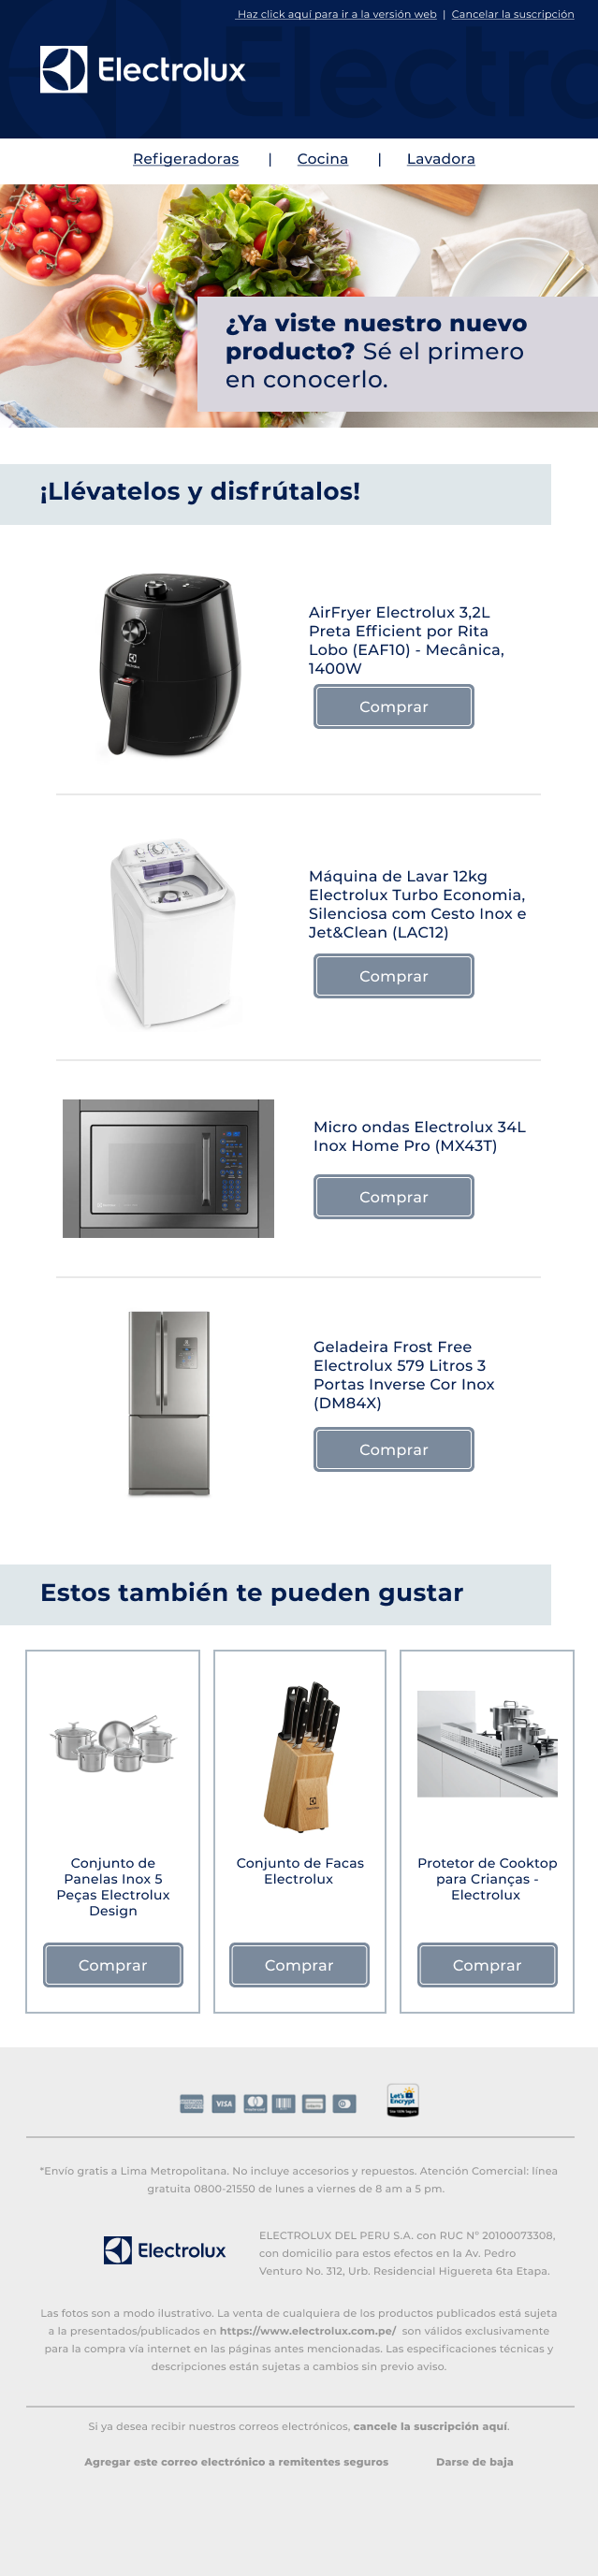 Haz click aquí para ir a la versión web | Cancelar la suscripción
Electrolux
Refigeradoras | Cocina | Lavadora
¿Ya viste nuestro nuevo
producto? Sé el primero
en conocerlo.
¡Llévatelos y disfrútalos!
AirFryer Electrolux 3,2L
Preta Efficient por Rita
Lobo (EAF10) - Mecânica,
1400W
Comprar
Máquina de Lavar 12kg
Electrolux Turbo Economia,
Silenciosa com Cesto Inox e
Jet&Clean (LAC12)
Comprar
Micro ondas Electrolux 34L
Inox Home Pro (MX43T)
Comprar
Geladeira Frost Free
Electrolux 579 Litros 3
Portas Inverse Cor Inox
(DM84X)
Comprar
Estos también te pueden gustar
Conjunto de
Panelas Inox 5
Peças Electrolux
Design
Comprar
Conjunto de Facas
Electrolux
Comprar
Protetor de Cooktop
para Crianças -
Electrolux
Comprar
VISA
Let's
Encrypt
*Envío gratis a Lima Metropolitana. No incluye accesorios y repuestos. Atención Comercial: línea
gratuita 0800-21550 de lunes a viernes de 8 am a 5 pm.
Electrolux
ELECTROLUX DEL PERU S.A. con RUC Nº 20100073308,
con domicilio para estos efectos en la Av. Pedro
Venturo No. 312, Urb. Residencial Higuereta 6ta Etapa.
Las fotos son a modo ilustrativo. La venta de cualquiera de los productos publicados está sujeta
a la presentados/publicados en https://www.electrolux.com.pe/ son válidos exclusivamente
para la compra vía internet en las páginas antes mencionadas. Las especificaciones técnicas y
descripciones están sujetas a cambios sin previo aviso.
Si ya desea recibir nuestros correos electrónicos, cancele la suscripción aquí.
Agregar este correo electrónico a remitentes seguros
Darse de baja